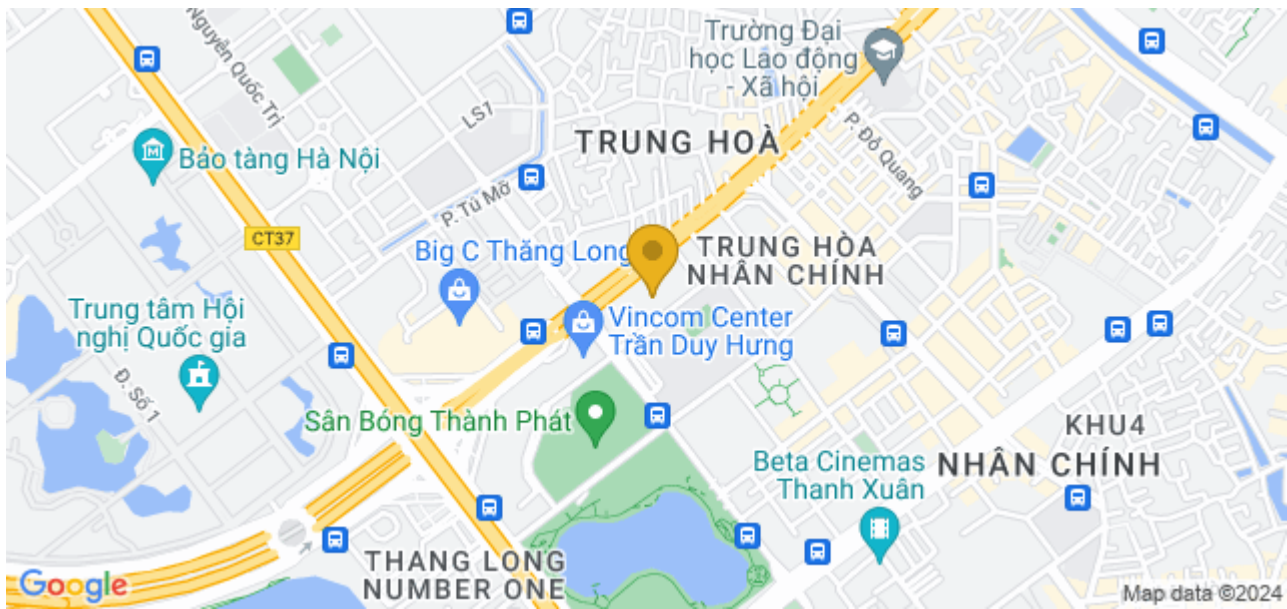 Nguyễn Quốc Trị
Trường Đại
học Lao động
- Xã hội
LS1
TRUNG HOÀ
P. Đỗ Quang
Bảo tàng Hà Nội
P. Tú Mỡ
CT37
Big C Thăng Long
TRUNG HÒA
NHÂN CHÍNH
Trung tâm Hội
nghị Quốc gia
Vincom Center
Trần Duy Hưng
Đ. Số 1
Sân Bóng Thành Phát
KHU4
Beta Cinemas
Thanh Xuân
NHÂN CHÍNH
THANG LONG
NUMBER ONE
Google
Map data ©2024